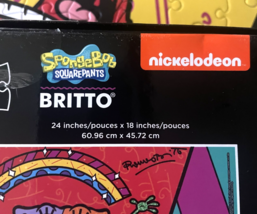 SpongeBob
SQUAREPANTS
nickelodeon
BRITTO®
24 inches/pouces x 18 inches/pouces
60.96 cm x 45.72 cm